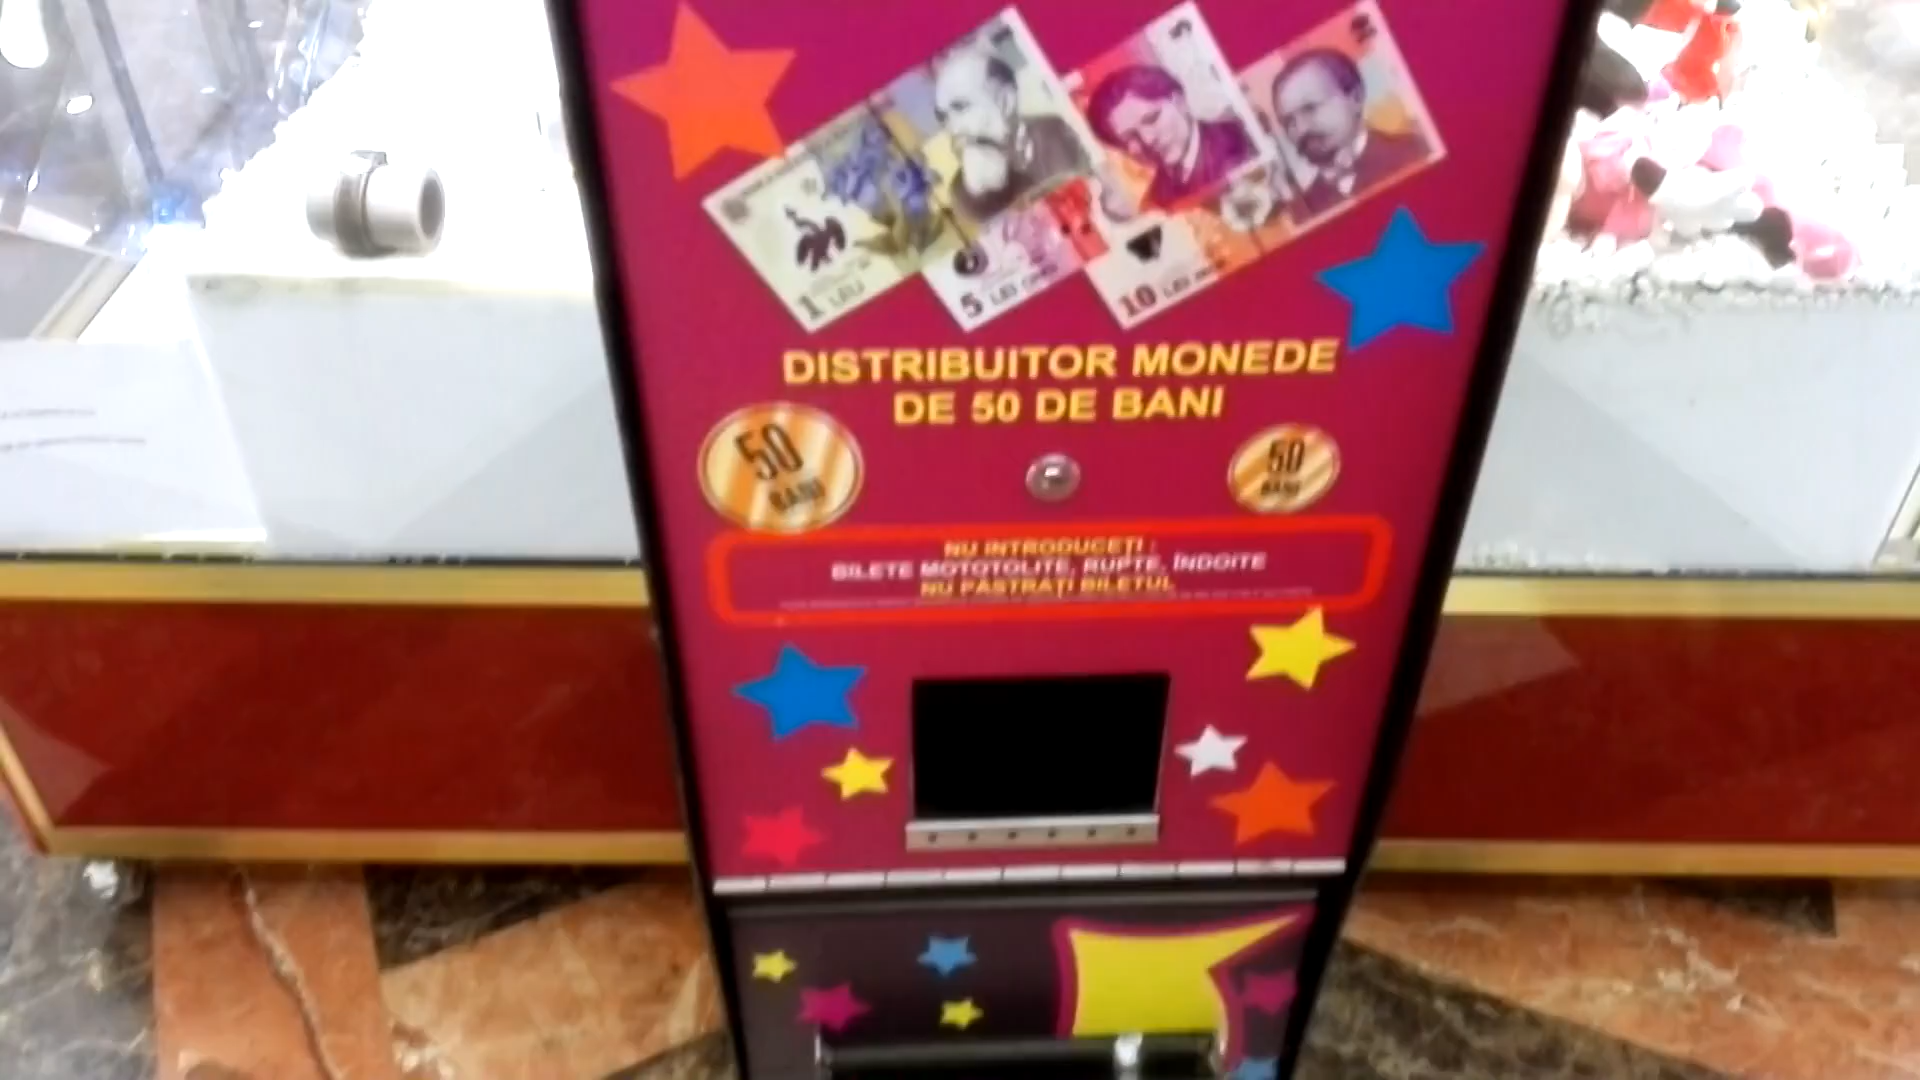 1 LEU
5 LEI
10 LEI
DISTRIBUITOR MONEDE
DE 50 DE BANI
50
BANI
50
BANI
NU INTRODUCEȚI :
BILETE MOTOTOLITE, RUPTE, ÎNDOITE
NU PASTRAȚI BILETUL